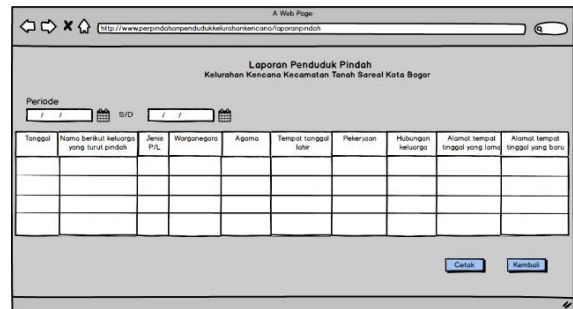 A Web Page
http://www.perpindahanpendudukkelurahankencana/laporanpindah
Laporan Penduduk Pindah
Kelurahan Kencana Kecamatan Tanah Sareal Kota Bogor
Periode
/ / S/D / /
Tanggal
Nama berikut keluarga
yang turut pindah
Jenis
P/L
Warganegara
Agama
Tempat tanggal
lahir
Pekerjaan
Hubungan
keluarga
Alamat tempat
tinggal yang lama
Alamat tempat
tinggal yang baru
Cetak
Kembali